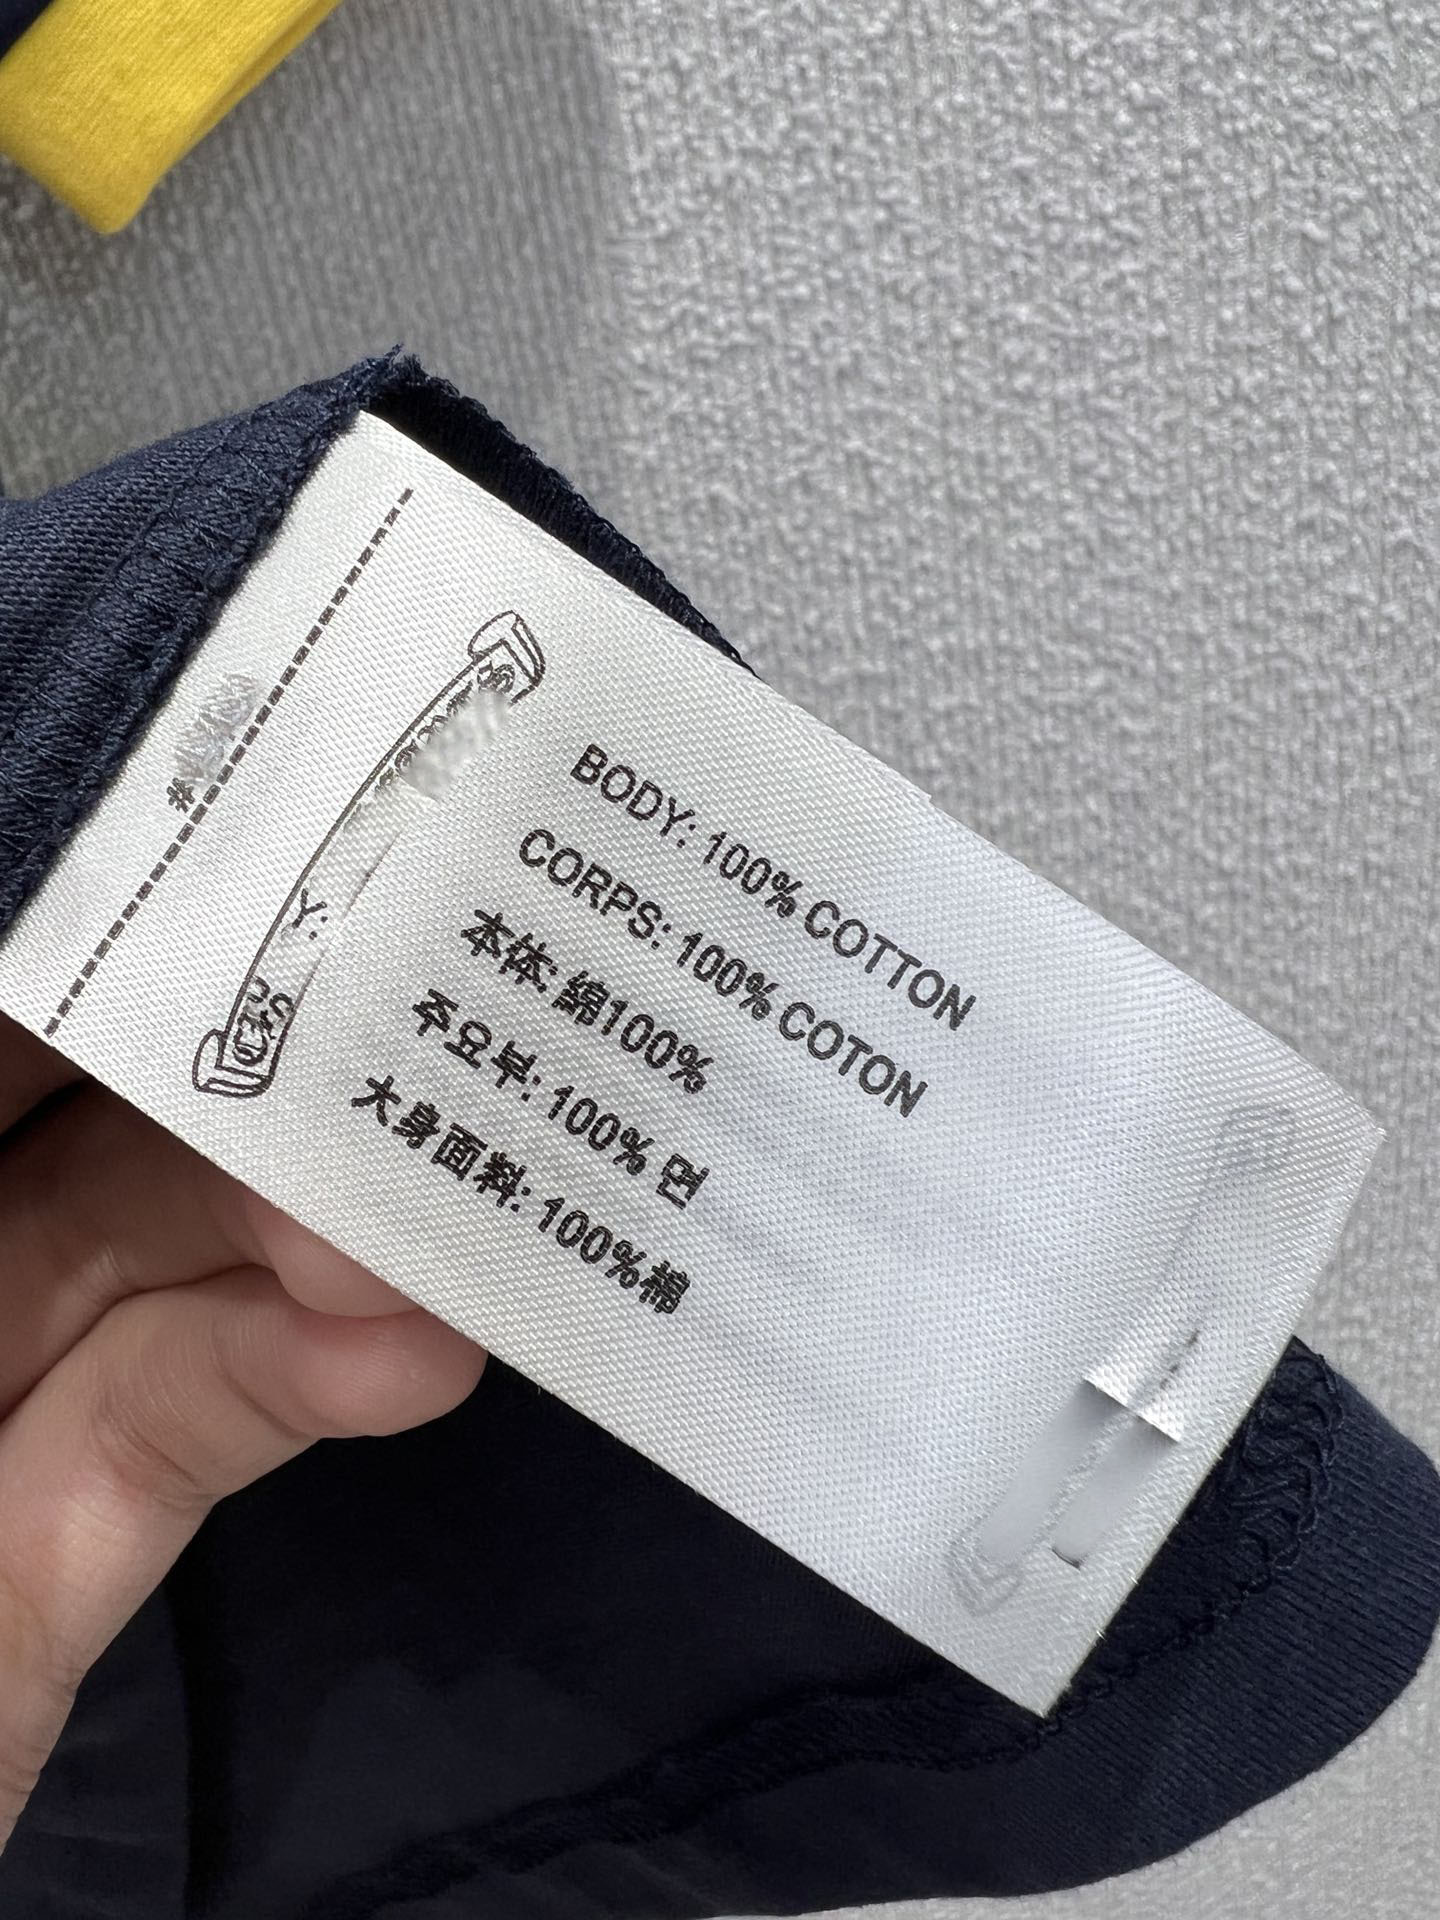 BODY: 100% COTTON
CORPS: 100% COTON
本体: 綿100%
주요부: 100% 면
大身面料: 100%棉